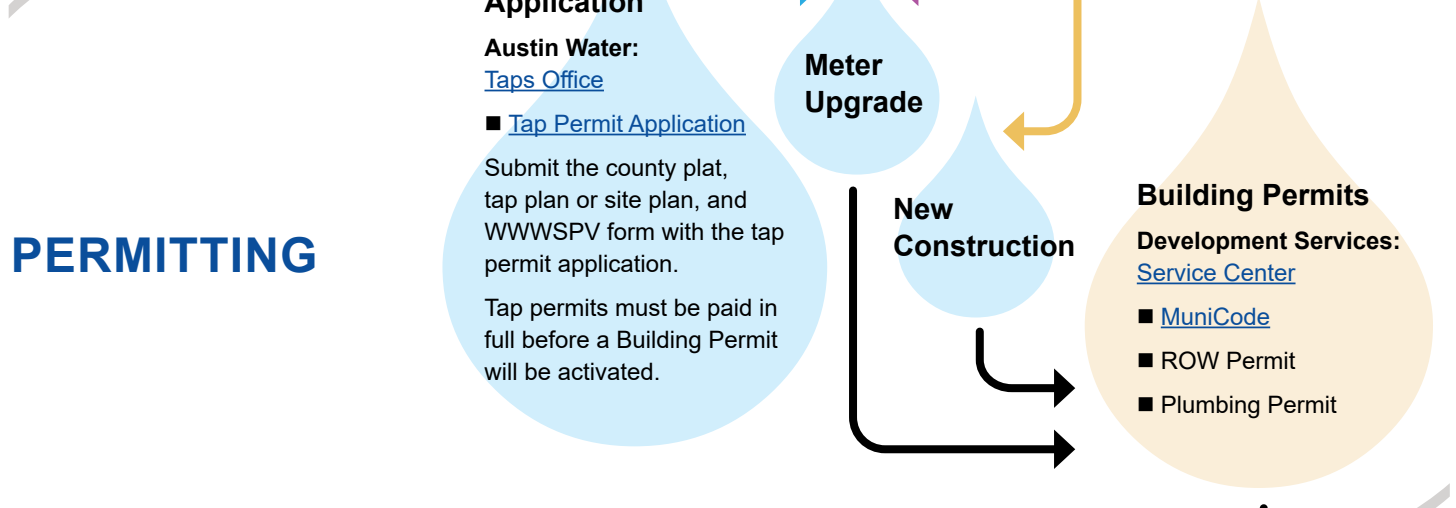 PERMITTING
Application
Austin Water:
Taps Office
■ Tap Permit Application
Submit the county plat,
tap plan or site plan, and
WWWSPV form with the tap
permit application.
Tap permits must be paid in
full before a Building Permit
will be activated.
Meter
Upgrade
New
Construction
Building Permits
Development Services:
Service Center
■ MuniCode
■ ROW Permit
■ Plumbing Permit